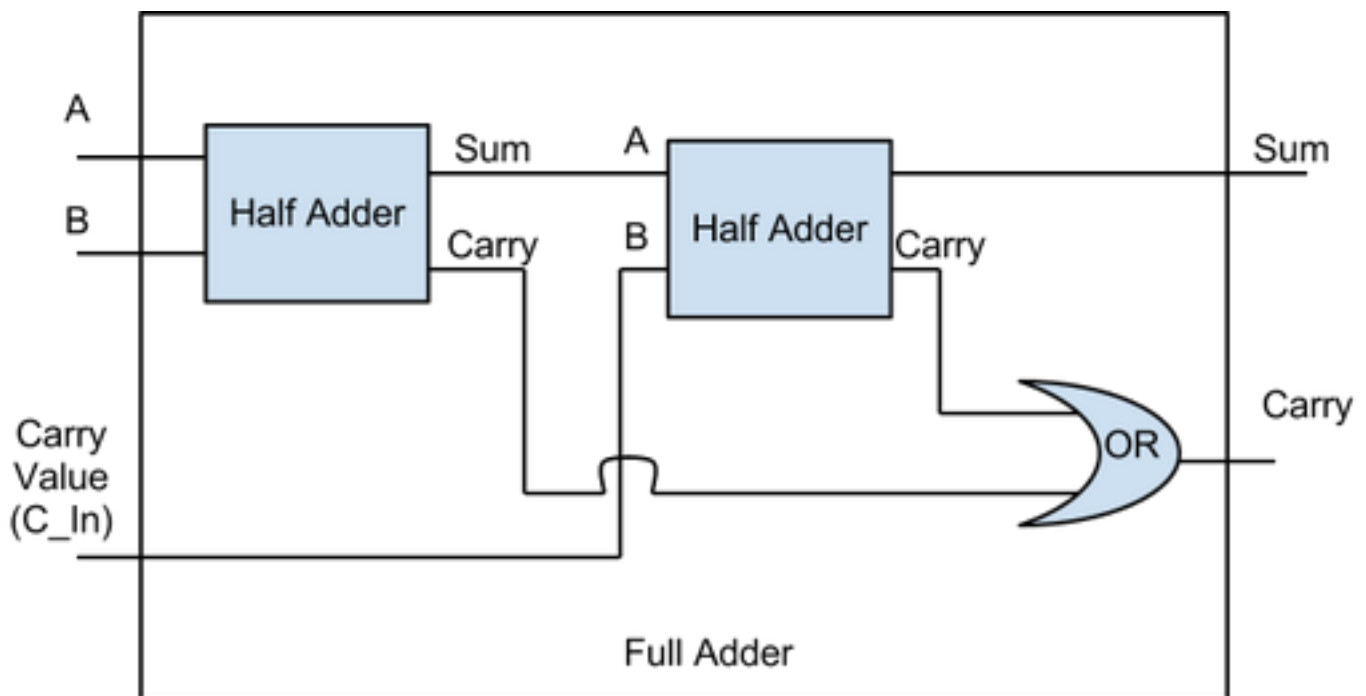 A
B
Half Adder
Sum
Carry
A
B
Half Adder
Carry
Sum
Carry
Value
(C_In)
OR
Carry
Full Adder